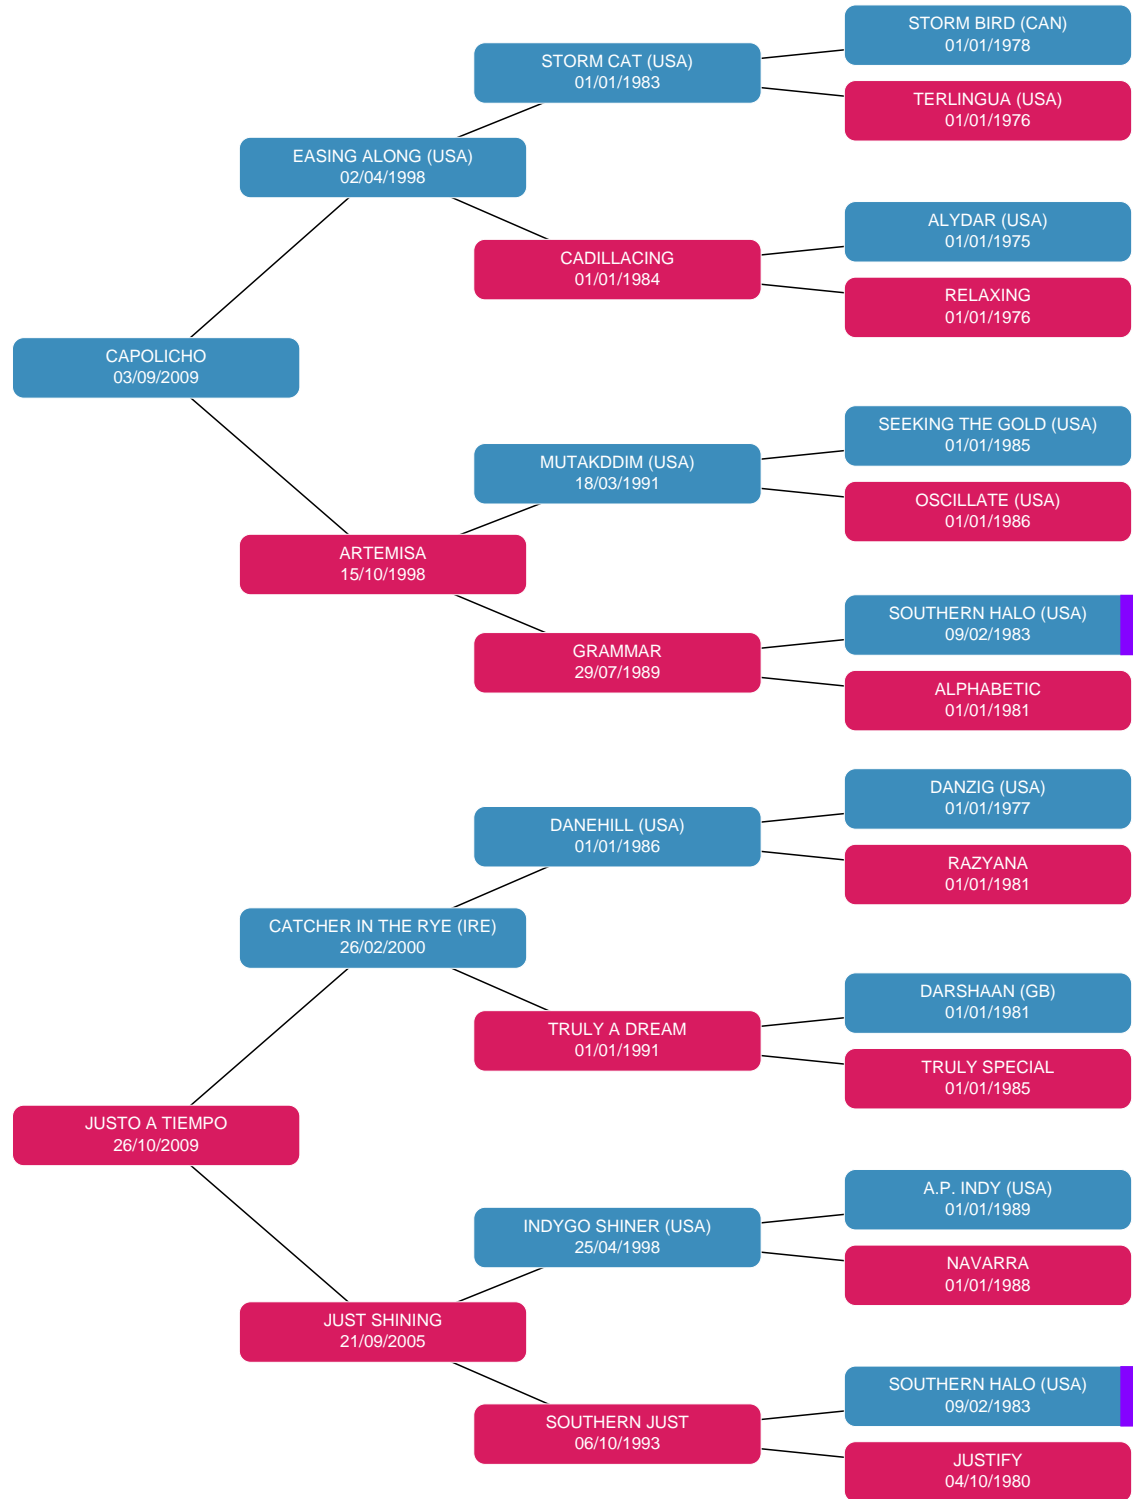 STORM BIRD (CAN)
01/01/1978
STORM CAT (USA)
01/01/1983
TERLINGUA (USA)
01/01/1976
EASING ALONG (USA)
02/04/1998
ALYDAR (USA)
01/01/1975
CADILLACING
01/01/1984
RELAXING
01/01/1976
CAPOLICHO
03/09/2009
SEEKING THE GOLD (USA)
01/01/1985
MUTAKDDIM (USA)
18/03/1991
OSCILLATE (USA)
01/01/1986
ARTEMISA
15/10/1998
SOUTHERN HALO (USA)
09/02/1983
GRAMMAR
29/07/1989
ALPHABETIC
01/01/1981
DANZIG (USA)
01/01/1977
DANEHILL (USA)
01/01/1986
RAZYANA
01/01/1981
CATCHER IN THE RYE (IRE)
26/02/2000
DARSHAAN (GB)
01/01/1981
TRULY A DREAM
01/01/1991
TRULY SPECIAL
01/01/1985
JUSTO A TIEMPO
26/10/2009
A.P. INDY (USA)
01/01/1989
INDYGO SHINER (USA)
25/04/1998
NAVARRA
01/01/1988
JUST SHINING
21/09/2005
SOUTHERN HALO (USA)
09/02/1983
SOUTHERN JUST
06/10/1993
JUSTIFY
04/10/1980